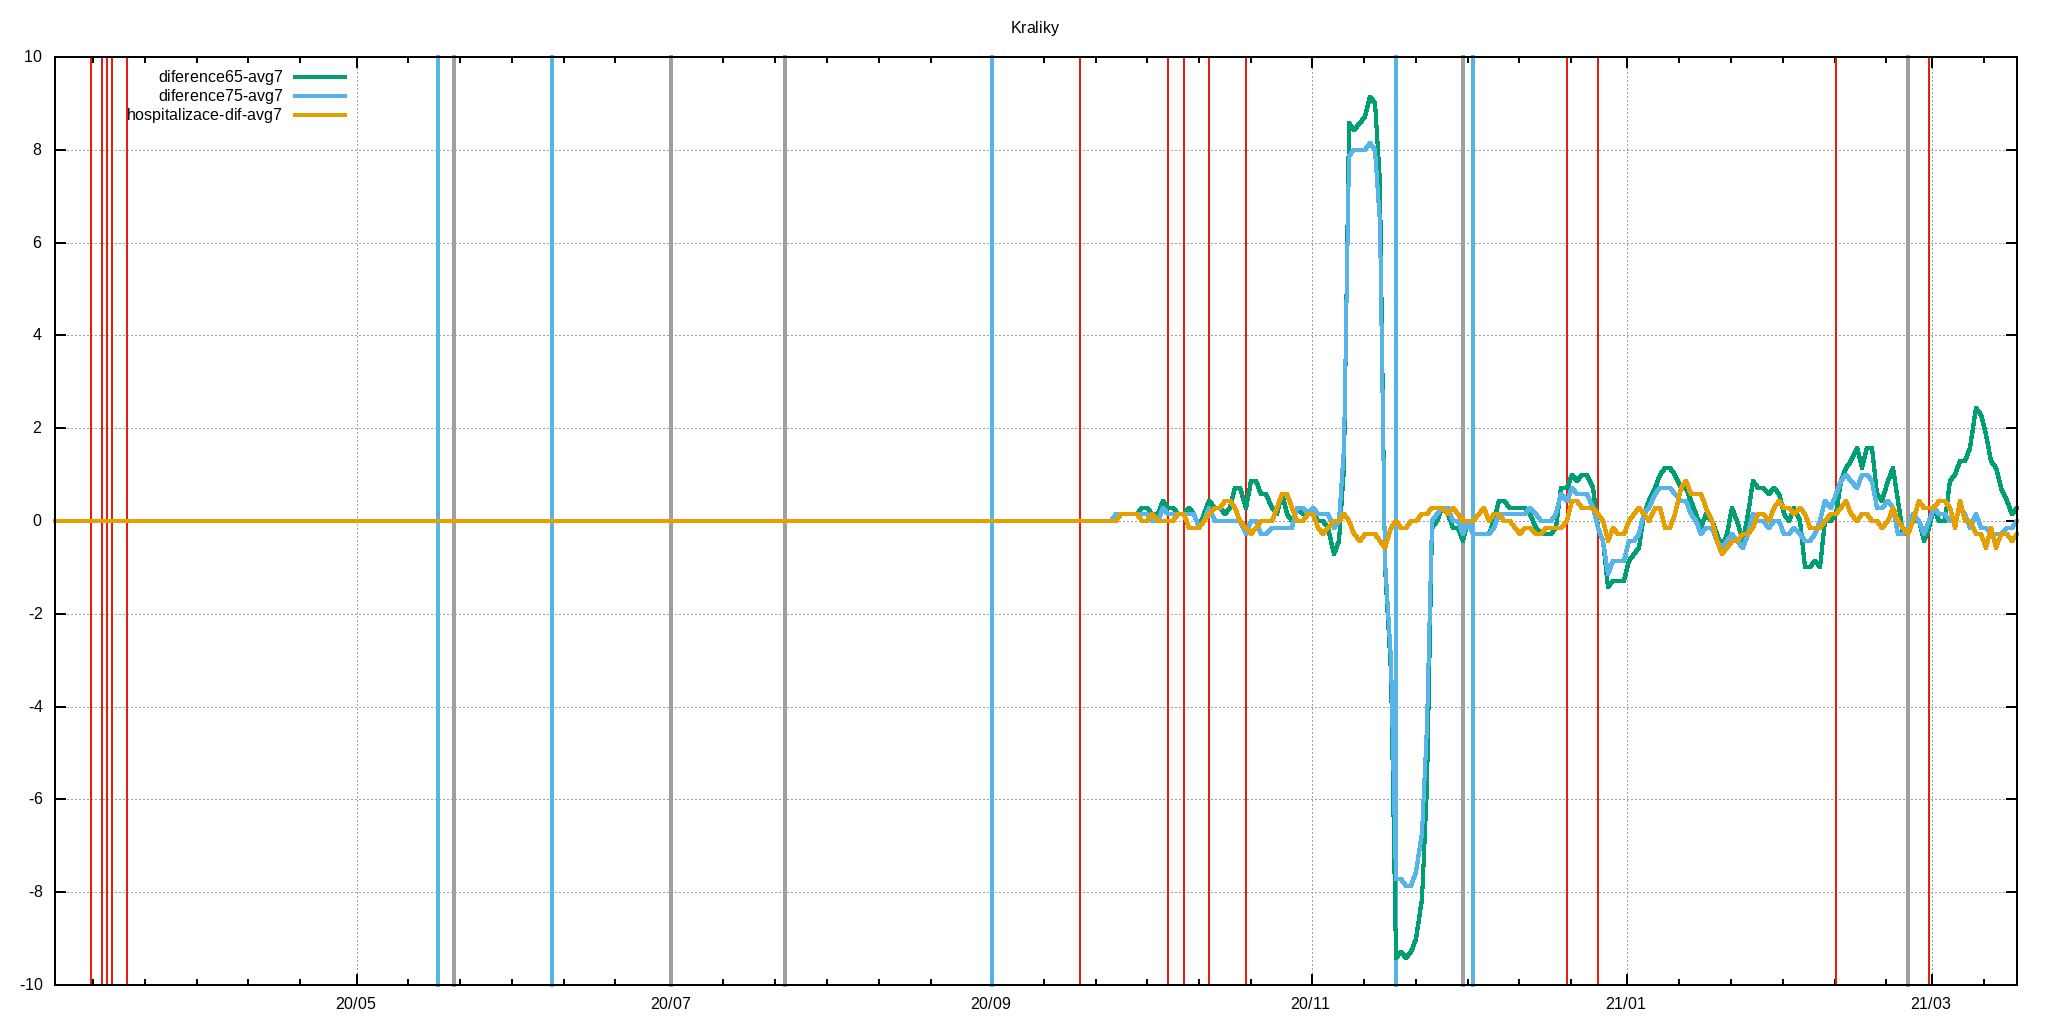 Kraliky
diference65-avg7
diference75-avg7
hospitalizace-dif-avg7
10
8
6
4
2
0
-2
-4
-6
-8
-10
20/05 20/07 20/09 20/11 21/01 21/03